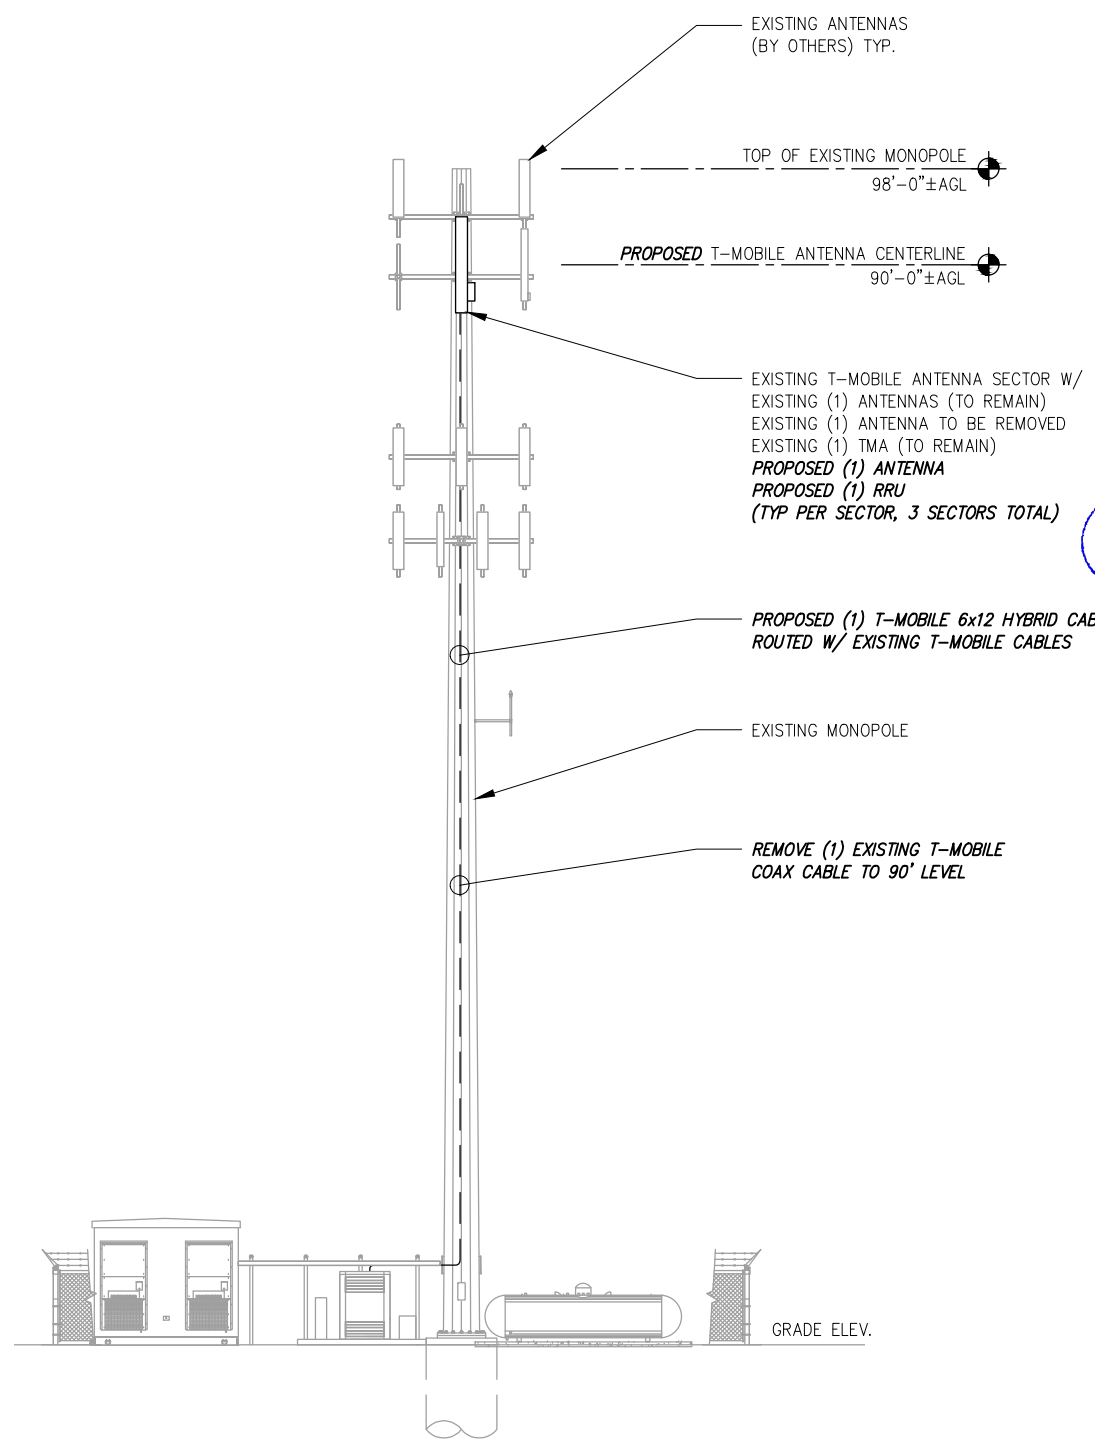 EXISTING ANTENNAS
(BY OTHERS) TYP.
TOP OF EXISTING MONOPOLE
98'-0"±AGL
PROPOSED T-MOBILE ANTENNA CENTERLINE
90'-0"±AGL
EXISTING T-MOBILE ANTENNA SECTOR W/
EXISTING (1) ANTENNAS (TO REMAIN)
EXISTING (1) ANTENNA TO BE REMOVED
EXISTING (1) TMA (TO REMAIN)
PROPOSED (1) ANTENNA
PROPOSED (1) RRU
(TYP PER SECTOR, 3 SECTORS TOTAL)
PROPOSED (1) T-MOBILE 6x12 HYBRID
ROUTED W/ EXISTING T-MOBILE CABLES
EXISTING MONOPOLE
REMOVE (1) EXISTING T-MOBILE
COAX CABLE TO 90' LEVEL
GRADE ELEV.